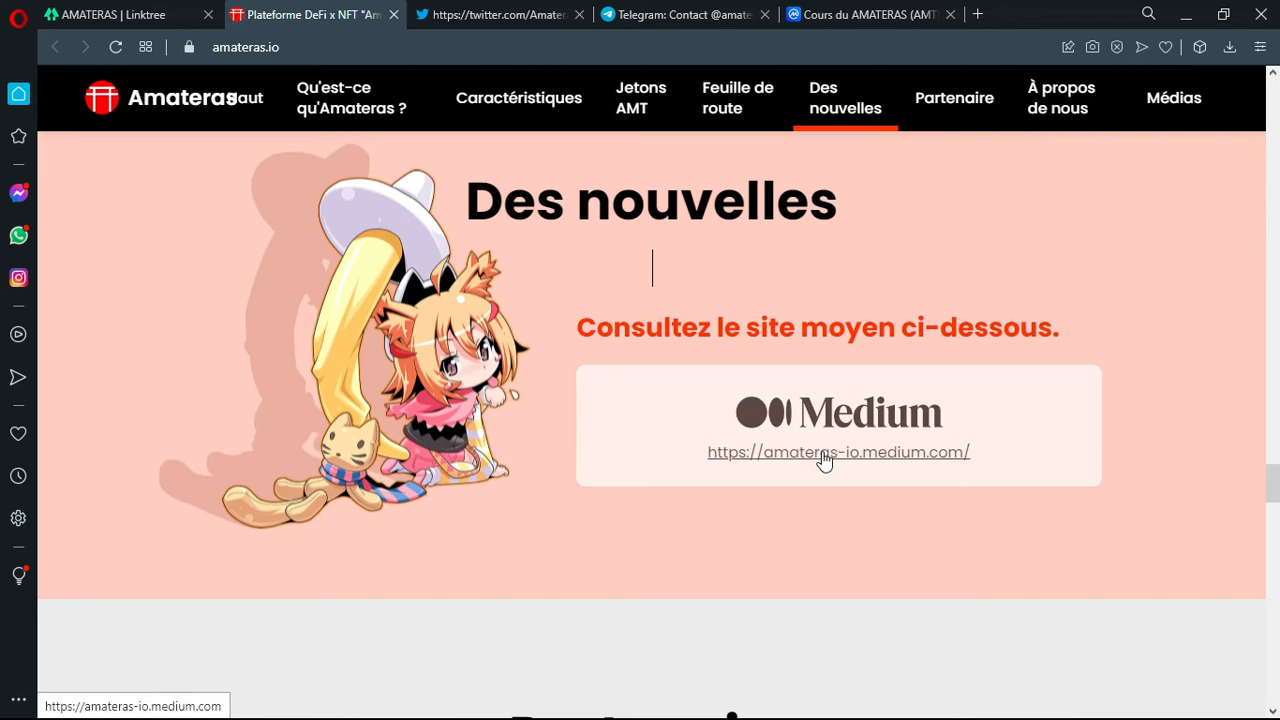 AMATERAS | Linktree
Plateforme DeFi x NFT "Am
https://twitter.com/Amater
Telegram: Contact @amate
Cours du AMATERAS (AMT
amateras.io
Amateras
Haut
Qu'est-ce
qu'Amateras ?
Caractéristiques
Jetons
AMT
Feuille de
route
Des
nouvelles
Partenaire
À propos
de nous
Médias
Des nouvelles
Consultez le site moyen ci-dessous.
Medium
https://amateras-io.medium.com/
https://amateras-io.medium.com